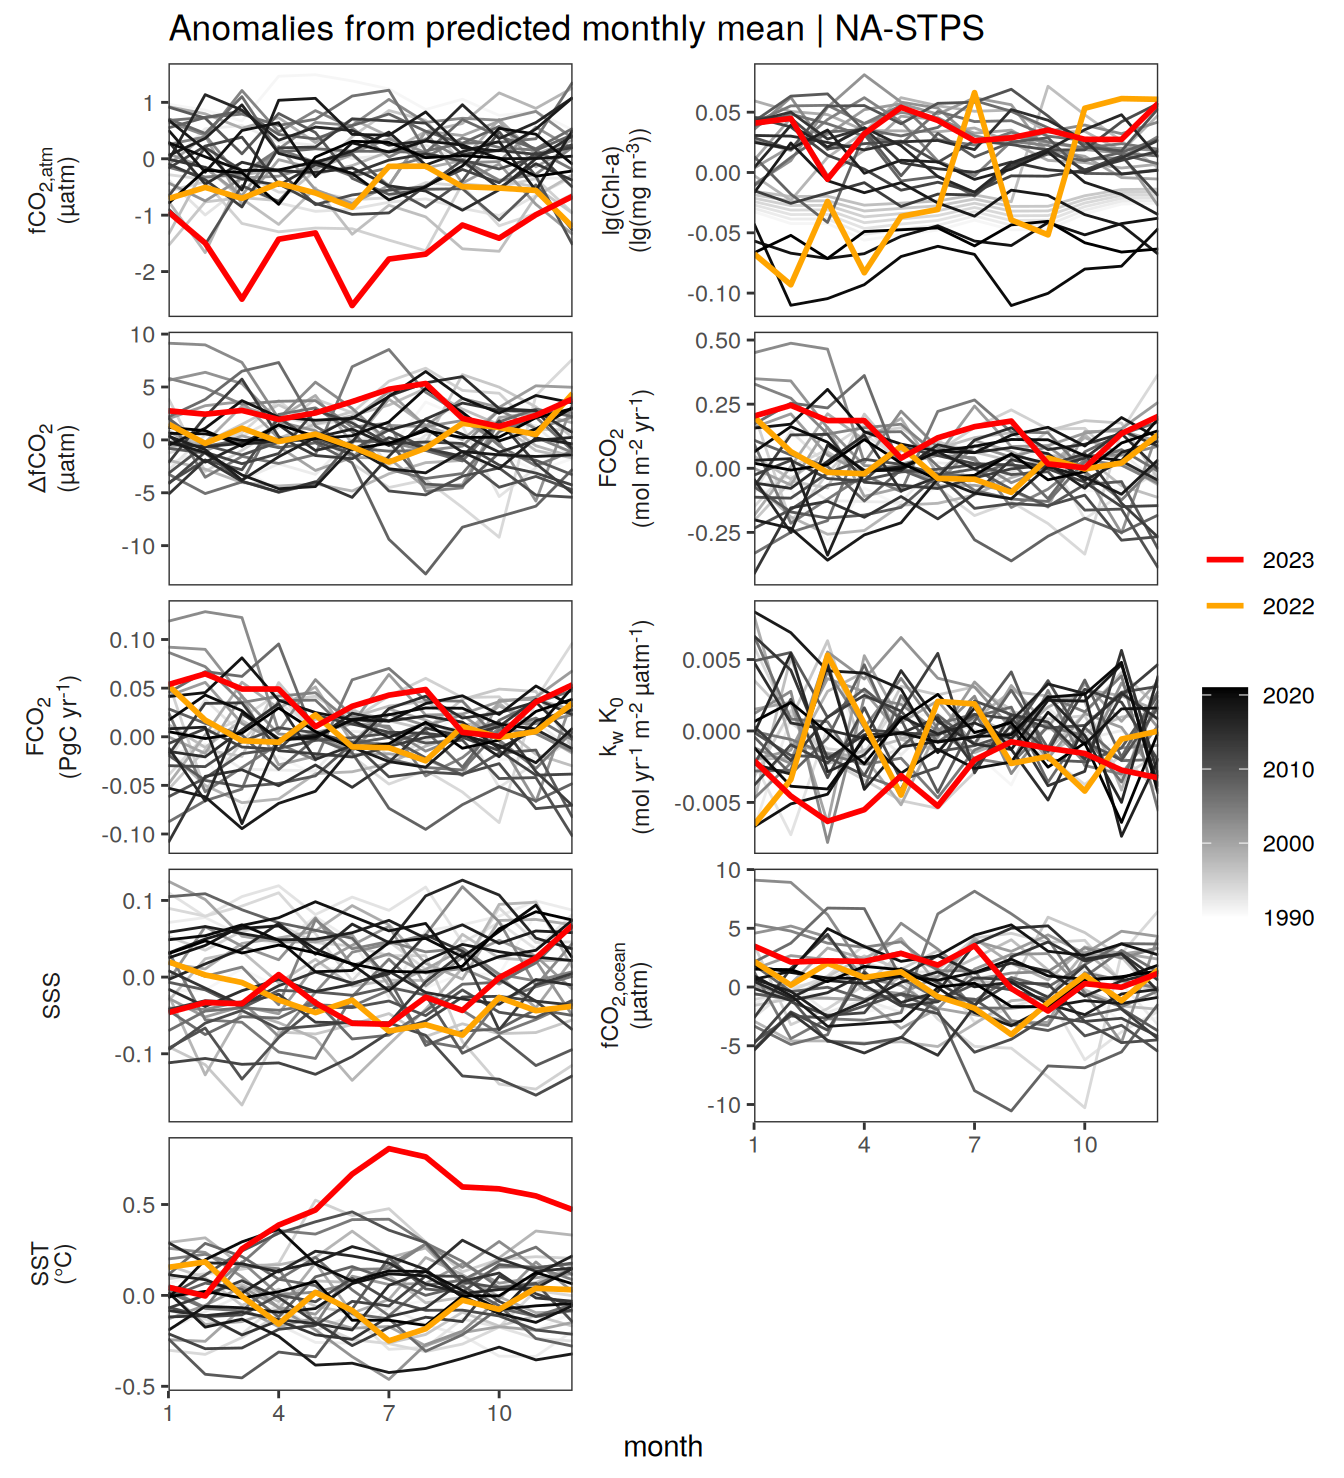 Anomalies from predicted monthly mean | NA-STPS
fCO2,atm
(µatm)
1
0
-1
-2
lg(Chl-a)
(lg(mg m-3))
0.05
0.00
-0.05
-0.10
ΔfCO2
(µatm)
10
5
0
-5
-10
FCO2
(mol m-2 yr-1)
0.50
0.25
0.00
-0.25
FCO2
(PgC yr-1)
0.10
0.05
0.00
-0.05
-0.10
kw K0
(mol yr-1 m-2 µatm-1)
0.005
0.000
-0.005
SSS
0.1
0.0
-0.1
fCO2,ocean
(µatm)
10
5
0
-5
-10
1 4 7 10
SST
(°C)
0.5
0.0
-0.5
1 4 7 10
month
2023
2022
2020
2010
2000
1990